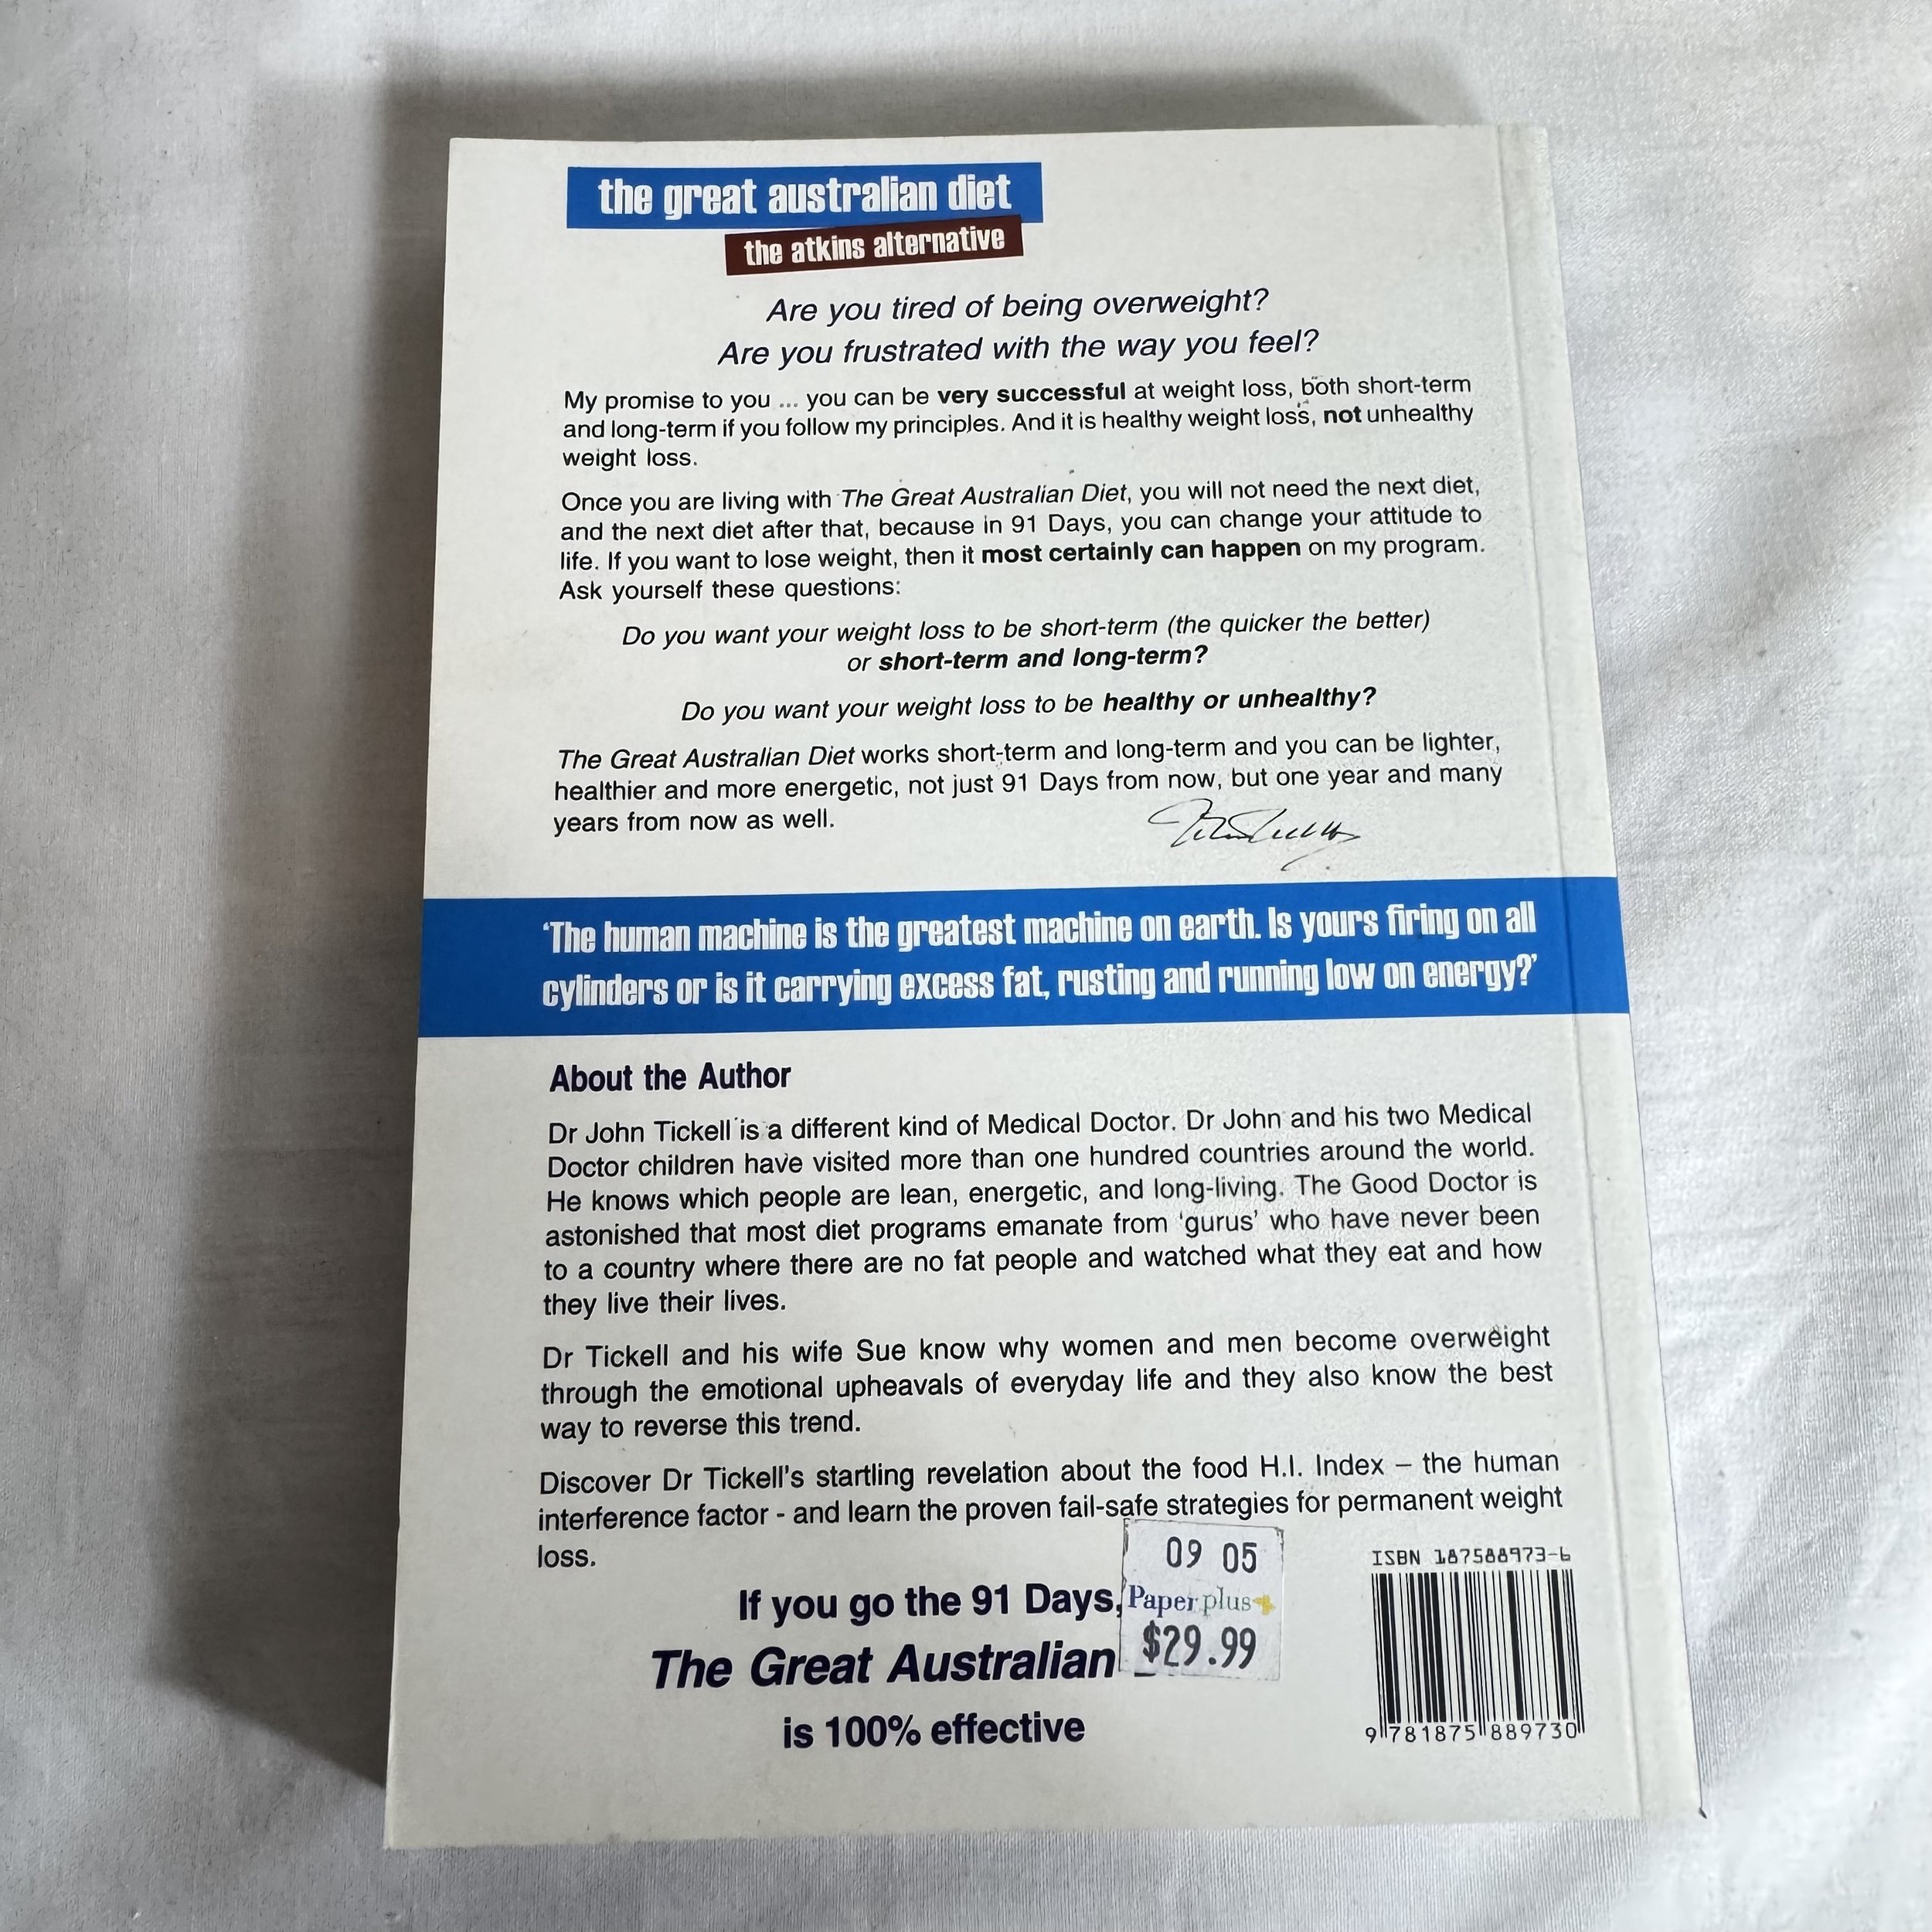 the great australian diet
the atkins alternative
Are you tired of being overweight?
Are you frustrated with the way you feel?
My promise to you ... you can be very successful at weight loss, both short-term
and long-term if you follow my principles. And it is healthy weight loss, not unhealthy
weight loss.
Once you are living with The Great Australian Diet, you will not need the next diet,
and the next diet after that, because in 91 Days, you can change your attitude to
life. If you want to lose weight, then it most certainly can happen on my program.
Ask yourself these questions:
Do you want your weight loss to be short-term (the quicker the better)
or short-term and long-term?
Do you want your weight loss to be healthy or unhealthy?
The Great Australian Diet works short-term and long-term and you can be lighter,
healthier and more energetic, not just 91 Days from now, but one year and many
years from now as well.
‘The human machine is the greatest machine on earth. Is yours firing on all
cylinders or is it carrying excess fat, rusting and running low on energy?’
About the Author
Dr John Tickell is a different kind of Medical Doctor. Dr John and his two Medical
Doctor children have visited more than one hundred countries around the world.
He knows which people are lean, energetic, and long-living. The Good Doctor is
astonished that most diet programs emanate from ‘gurus’ who have never been
to a country where there are no fat people and watched what they eat and how
they live their lives.
Dr Tickell and his wife Sue know why women and men become overweight
through the emotional upheavals of everyday life and they also know the best
way to reverse this trend.
Discover Dr Tickell's startling revelation about the food H.I. Index – the human
interference factor - and learn the proven fail-safe strategies for permanent weight
loss.
If you go the 91 Days,
The Great Australian
is 100% effective
09 05
Paper plus
$29.99
ISBN 187588973-6
9 781875 889730